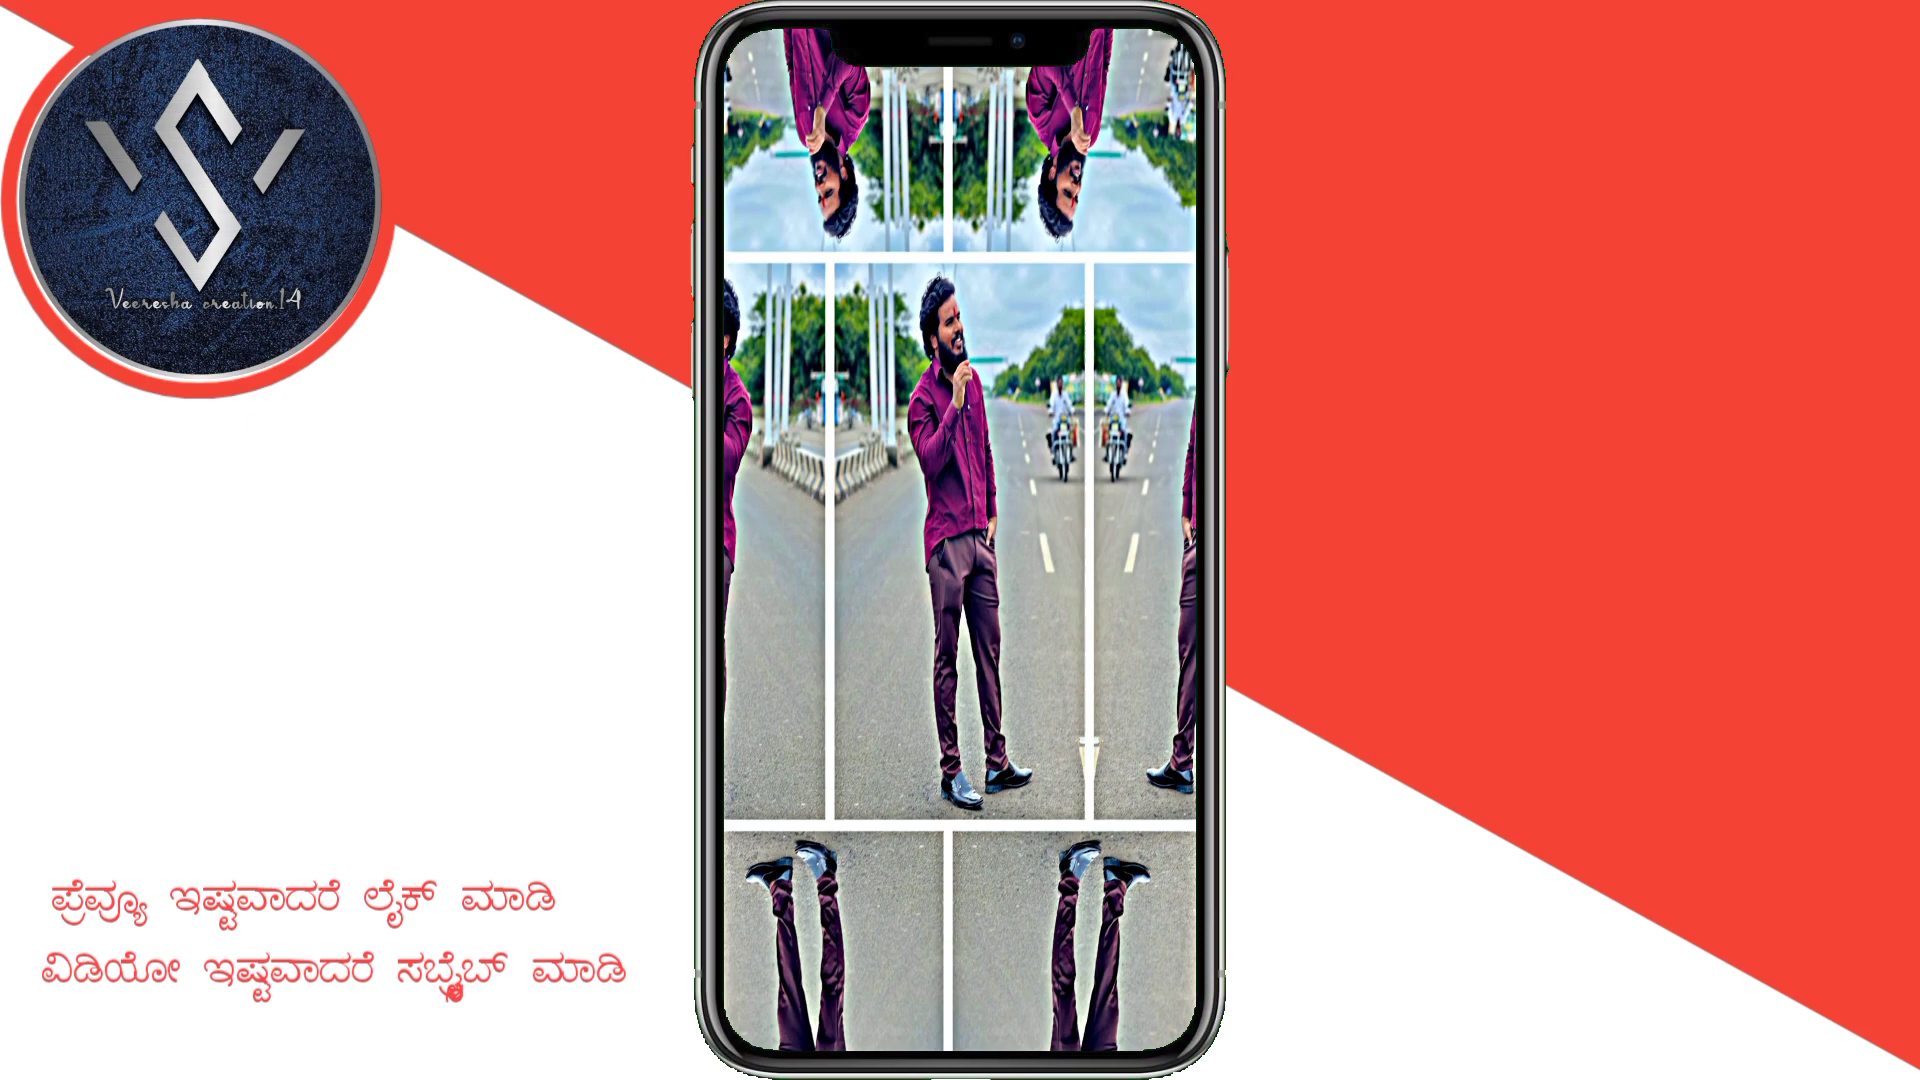 Veeresha creation.14
ಪ್ರೆವ್ಯೂ ಇಷ್ಟವಾದರೆ ಲೈಕ್ ಮಾಡಿ
ವಿಡಿಯೋ ಇಷ್ಟವಾದರೆ ಸಬ್ಸ್ಕ್ರೈಬ್ ಮಾಡಿ